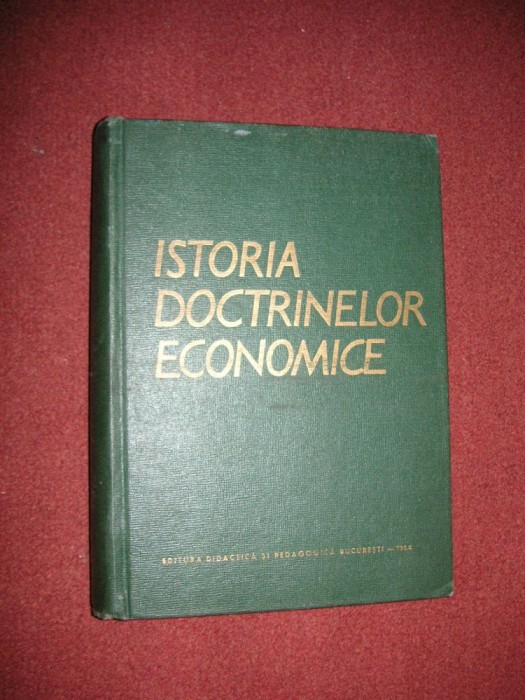 ISTORIA
DOCTRINELOR
ECONOMICE
EDITURA DIDACTICĂ ȘI PEDAGOGICĂ BUCUREȘTI —